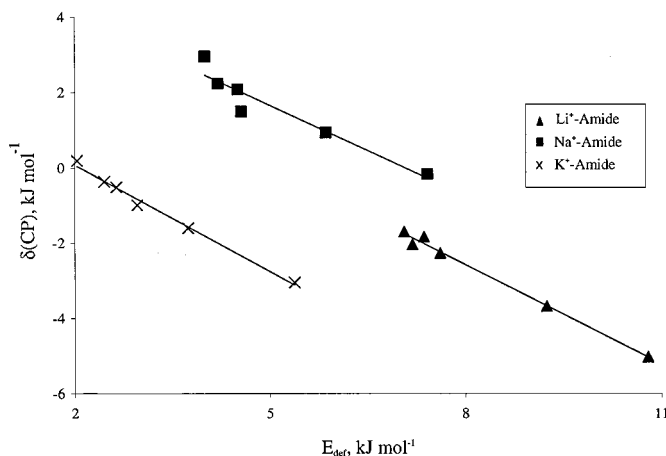 4
2
0
-2
-4
-6
δ(CP), kJ mol⁻¹
2
5
8
11
E_def, kJ mol⁻¹
Li⁺-Amide
Na⁺-Amide
K⁺-Amide